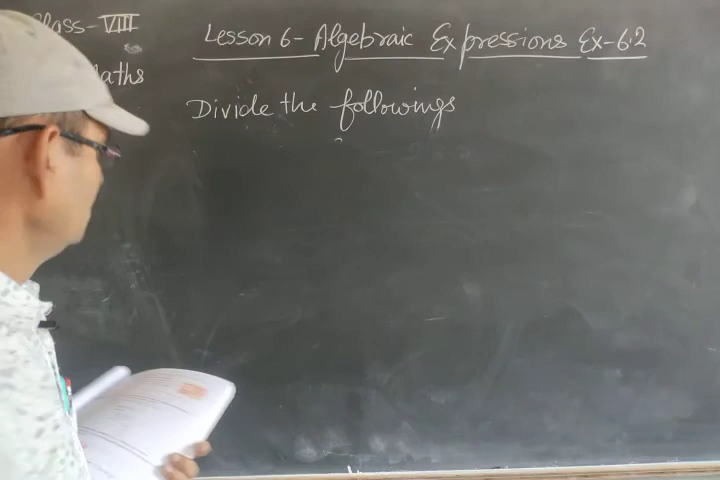 Class-VIII
Lesson 6- Algebraic Expressions Ex-6.2
Maths
Divide the followings